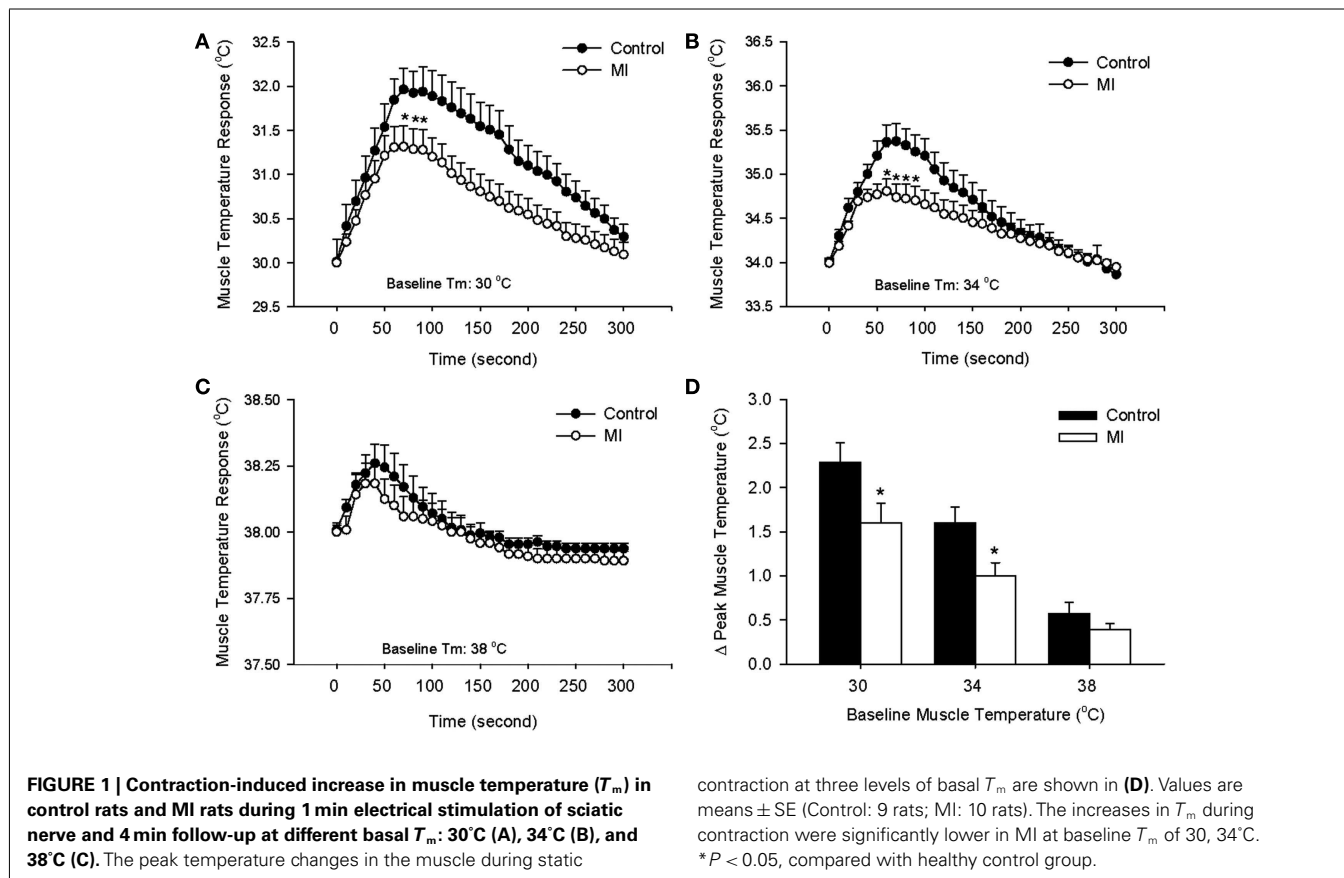 A
Muscle Temperature Response (°C)
32.5
32.0
31.5
31.0
30.5
30.0
29.5
Control
MI
* **
Baseline Tm: 30 °C
0 50 100 150 200 250 300
Time (second)
B
Muscle Temperature Response (°C)
36.5
36.0
35.5
35.0
34.5
34.0
33.5
Control
MI
****
Baseline Tm: 34 °C
0 50 100 150 200 250 300
Time (second)
C
Muscle Temperature Response (°C)
38.50
38.25
38.00
37.75
37.50
Control
MI
Baseline Tm: 38 °C
0 50 100 150 200 250 300
Time (second)
D
Δ Peak Muscle Temperature (°C)
3.0
2.5
2.0
1.5
1.0
0.5
0.0
Control
MI
*
*
30 34 38
Baseline Muscle Temperature (°C)
FIGURE 1 | Contraction-induced increase in muscle temperature (Tm) in
control rats and MI rats during 1 min electrical stimulation of sciatic
nerve and 4 min follow-up at different basal Tm: 30°C (A), 34°C (B), and
38°C (C). The peak temperature changes in the muscle during static
contraction at three levels of basal Tm are shown in (D). Values are
means ± SE (Control: 9 rats; MI: 10 rats). The increases in Tm during
contraction were significantly lower in MI at baseline Tm of 30, 34°C.
*P < 0.05, compared with healthy control group.